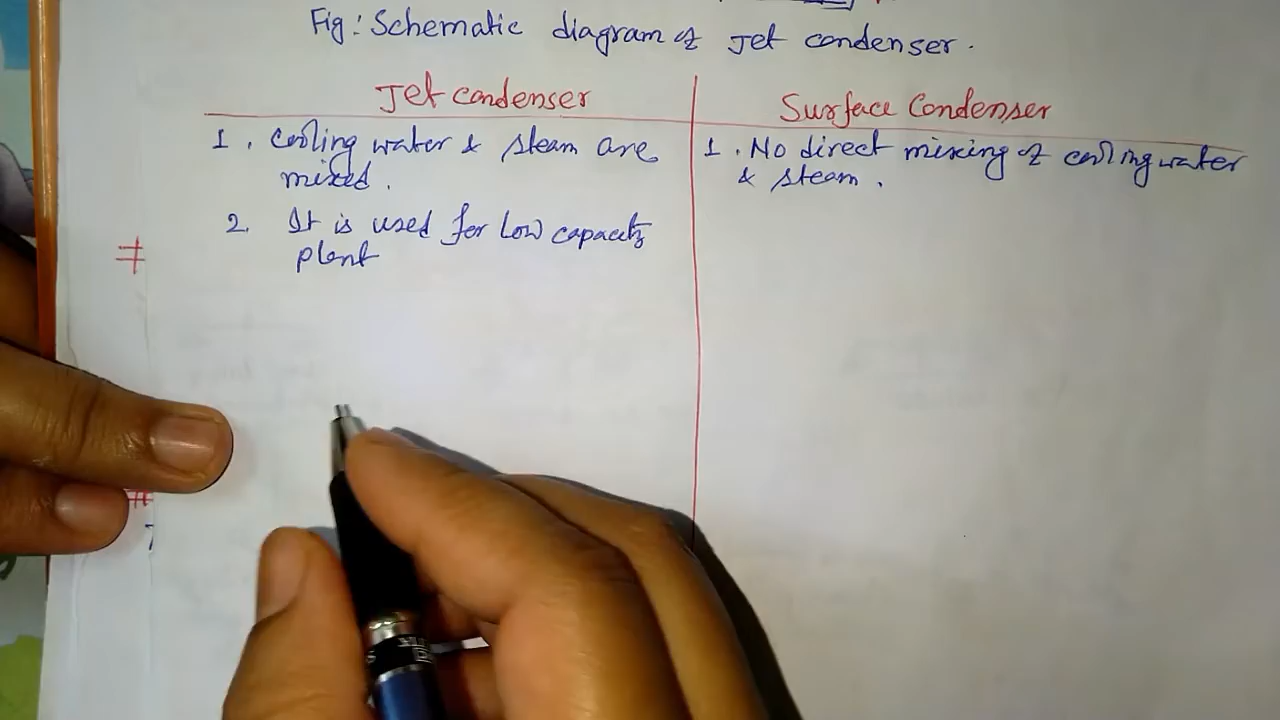 Fig: Schematic diagram of Jet condenser.
Jet condenser
Surface Condenser
1. Cooling water & steam are
mixed.
2. It is used for Low capacity
plant
1. No direct mixing of cooling water
& steam.
#
#